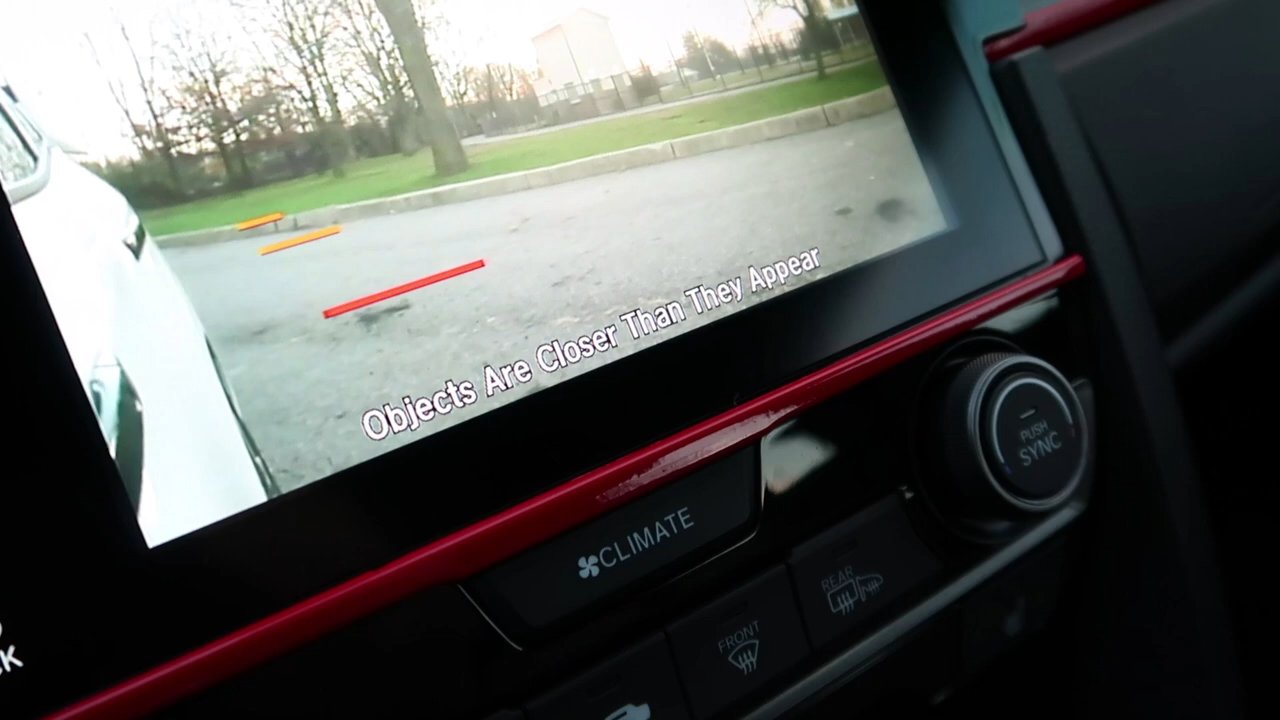 Objects Are Closer Than They Appear
PUSH
SYNC
CLIMATE
REAR
FRONT